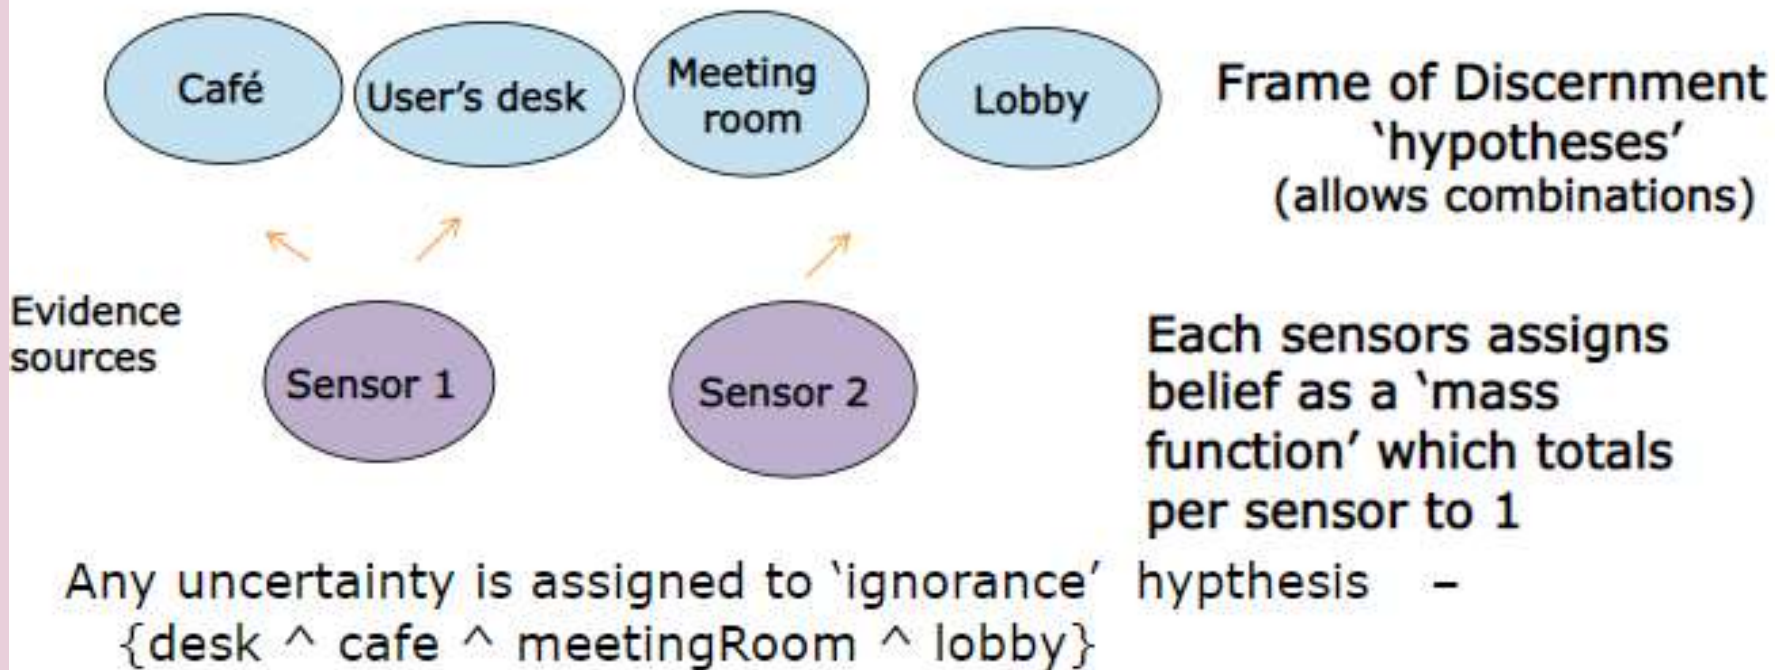 Café
User's desk
Meeting
room
Lobby
Frame of Discernment
‘hypotheses’
(allows combinations)
Evidence
sources
Sensor 1
Sensor 2
Each sensors assigns
belief as a ‘mass
function’ which totals
per sensor to 1
Any uncertainty is assigned to ‘ignorance’ hypthesis –
{desk ^ cafe ^ meetingRoom ^ lobby}